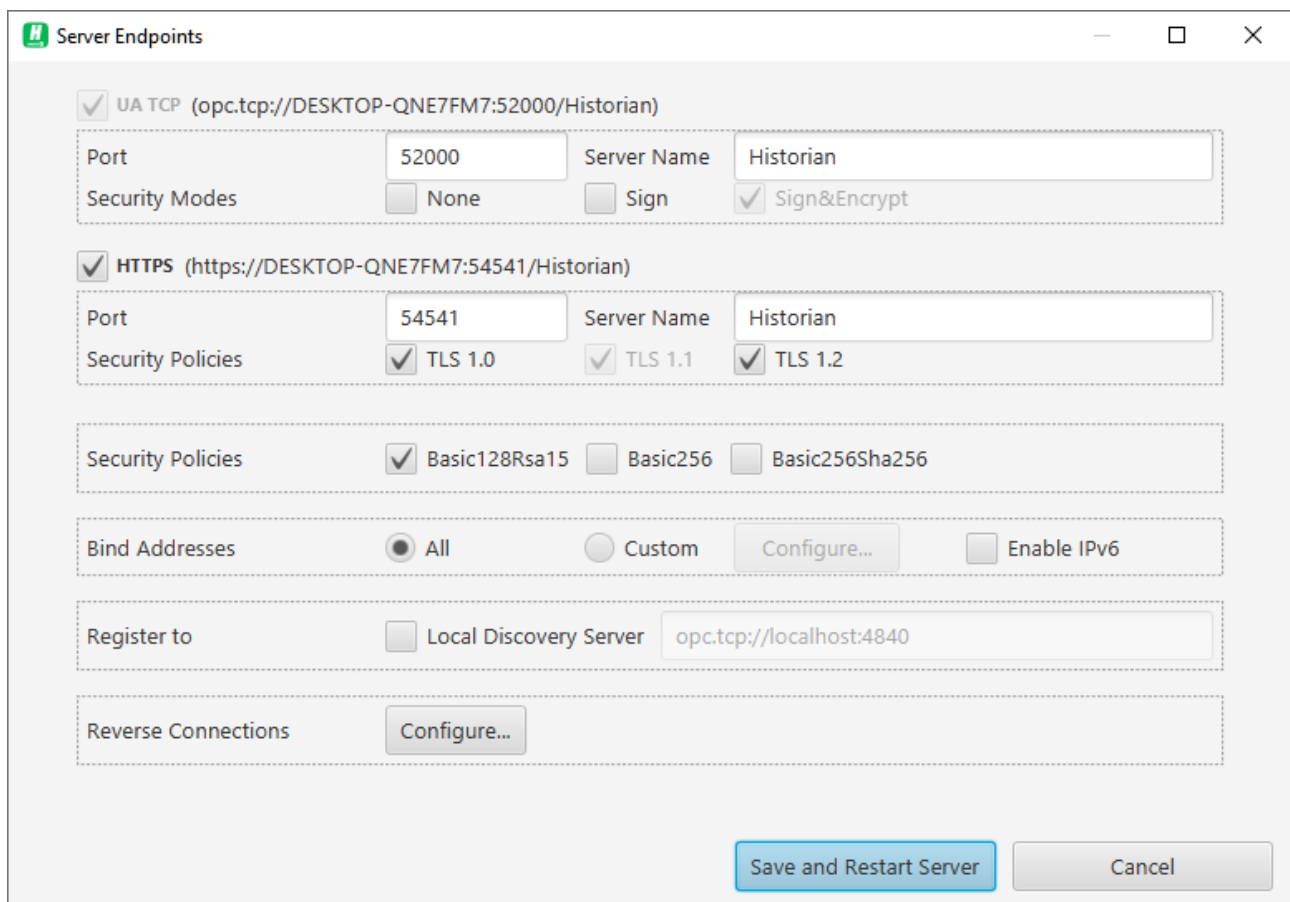 Server Endpoints
UA TCP (opc.tcp://DESKTOP-QNE7FM7:52000/Historian)
Port 52000 Server Name Historian
Security Modes None Sign Sign&Encrypt
HTTPS (https://DESKTOP-QNE7FM7:54541/Historian)
Port 54541 Server Name Historian
Security Policies TLS 1.0 TLS 1.1 TLS 1.2
Security Policies Basic128Rsa15 Basic256 Basic256Sha256
Bind Addresses All Custom Configure... Enable IPv6
Register to Local Discovery Server opc.tcp://localhost:4840
Reverse Connections Configure...
Save and Restart Server Cancel